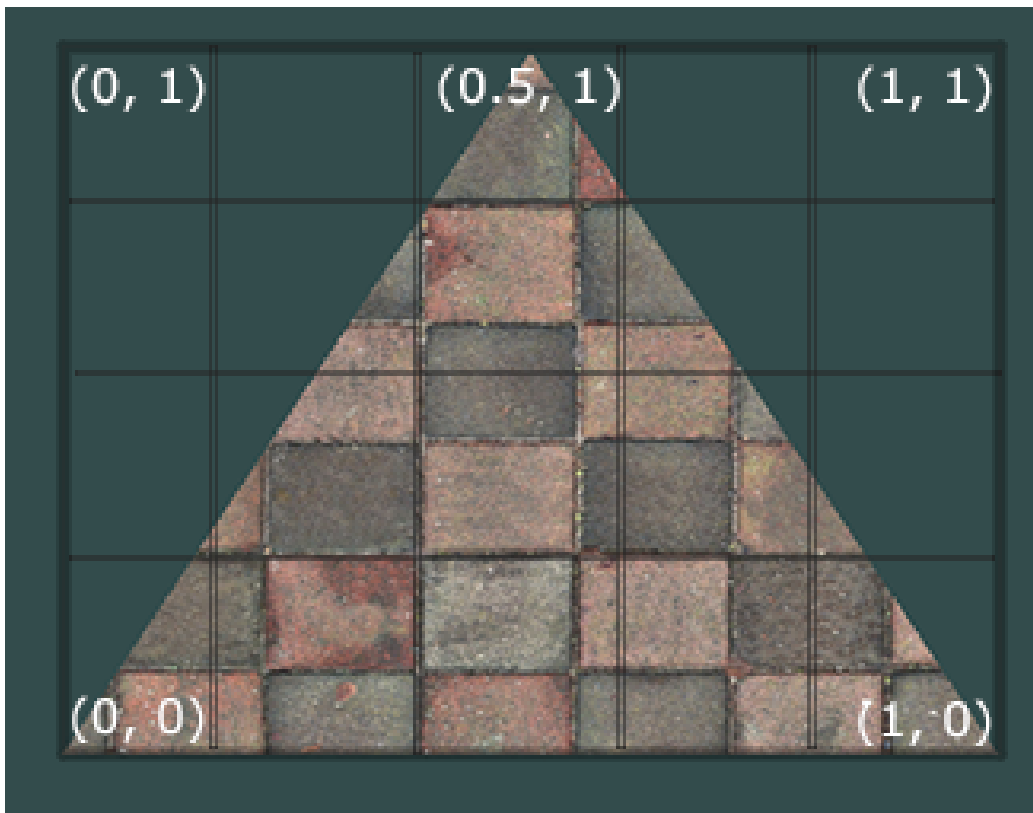 (0, 1) (0.5, 1) (1, 1)
(0, 0) (1, 0)